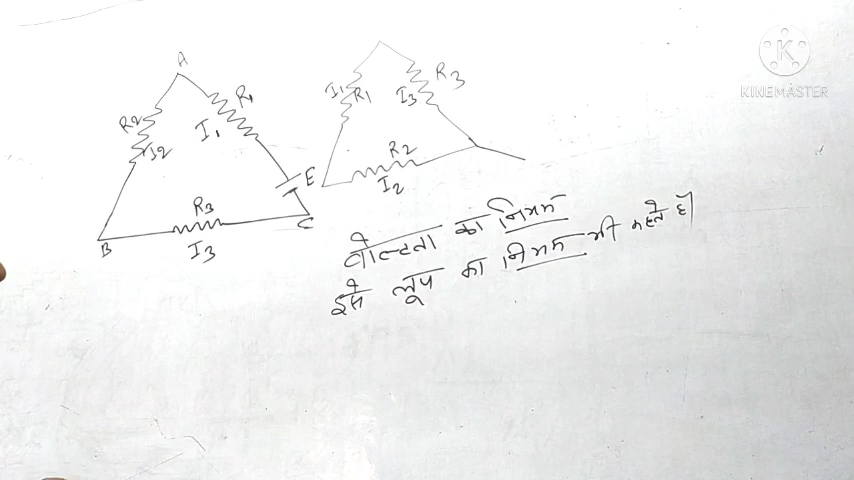 A
R2
I2
R1
I1
E
R3
I3
B
C
I1
R1
R3
I3
R2
I2
वोल्टता का नियम
इसे लूप का नियम भी कहते है।
K
KINEMASTER